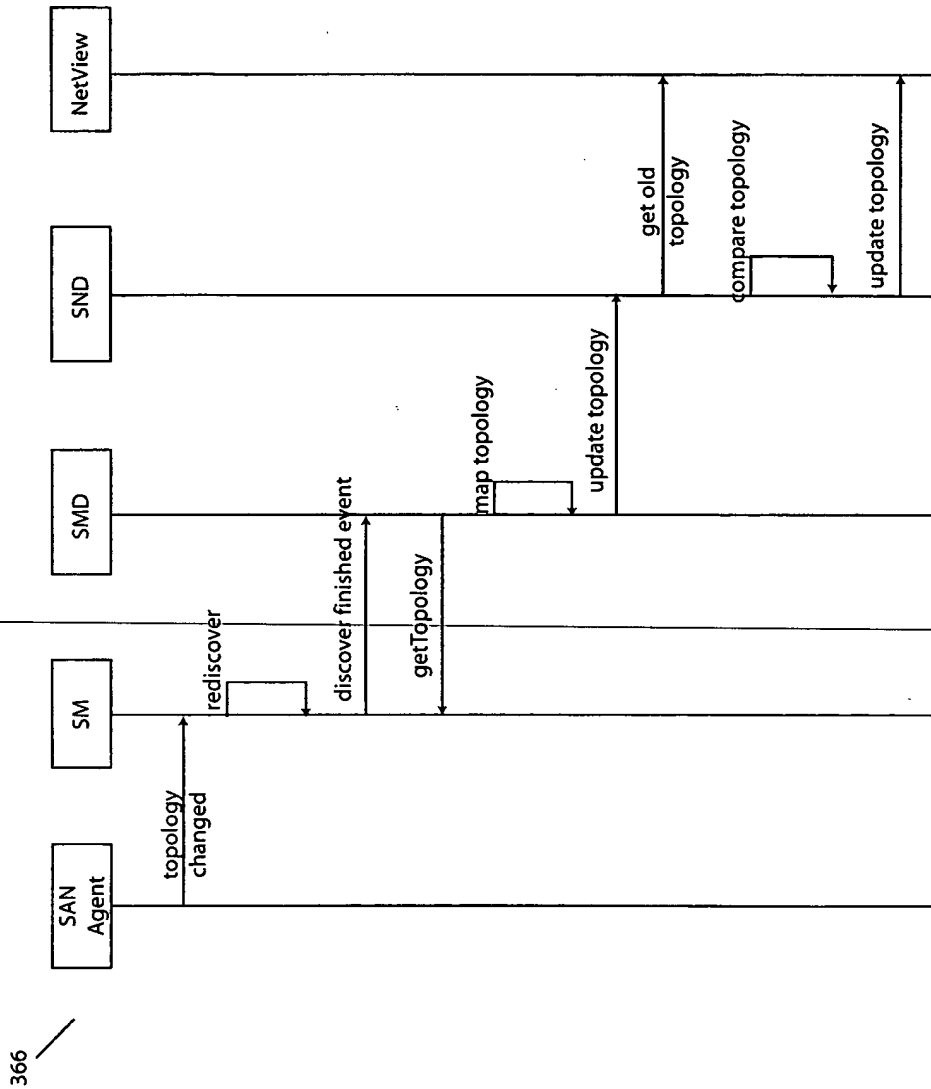 366
SAN
Agent
SM
SMD
SND
NetView
topology
changed
rediscover
discover finished event
getTopology
map topology
update topology
get old
topology
compare topology
update topology